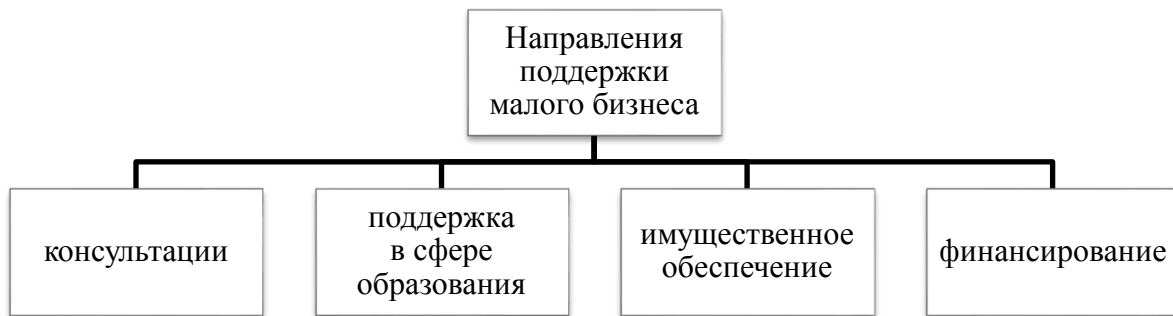 Направления
поддержки
малого бизнеса
консультации
поддержка
в сфере
образования
имущественное
обеспечение
финансирование